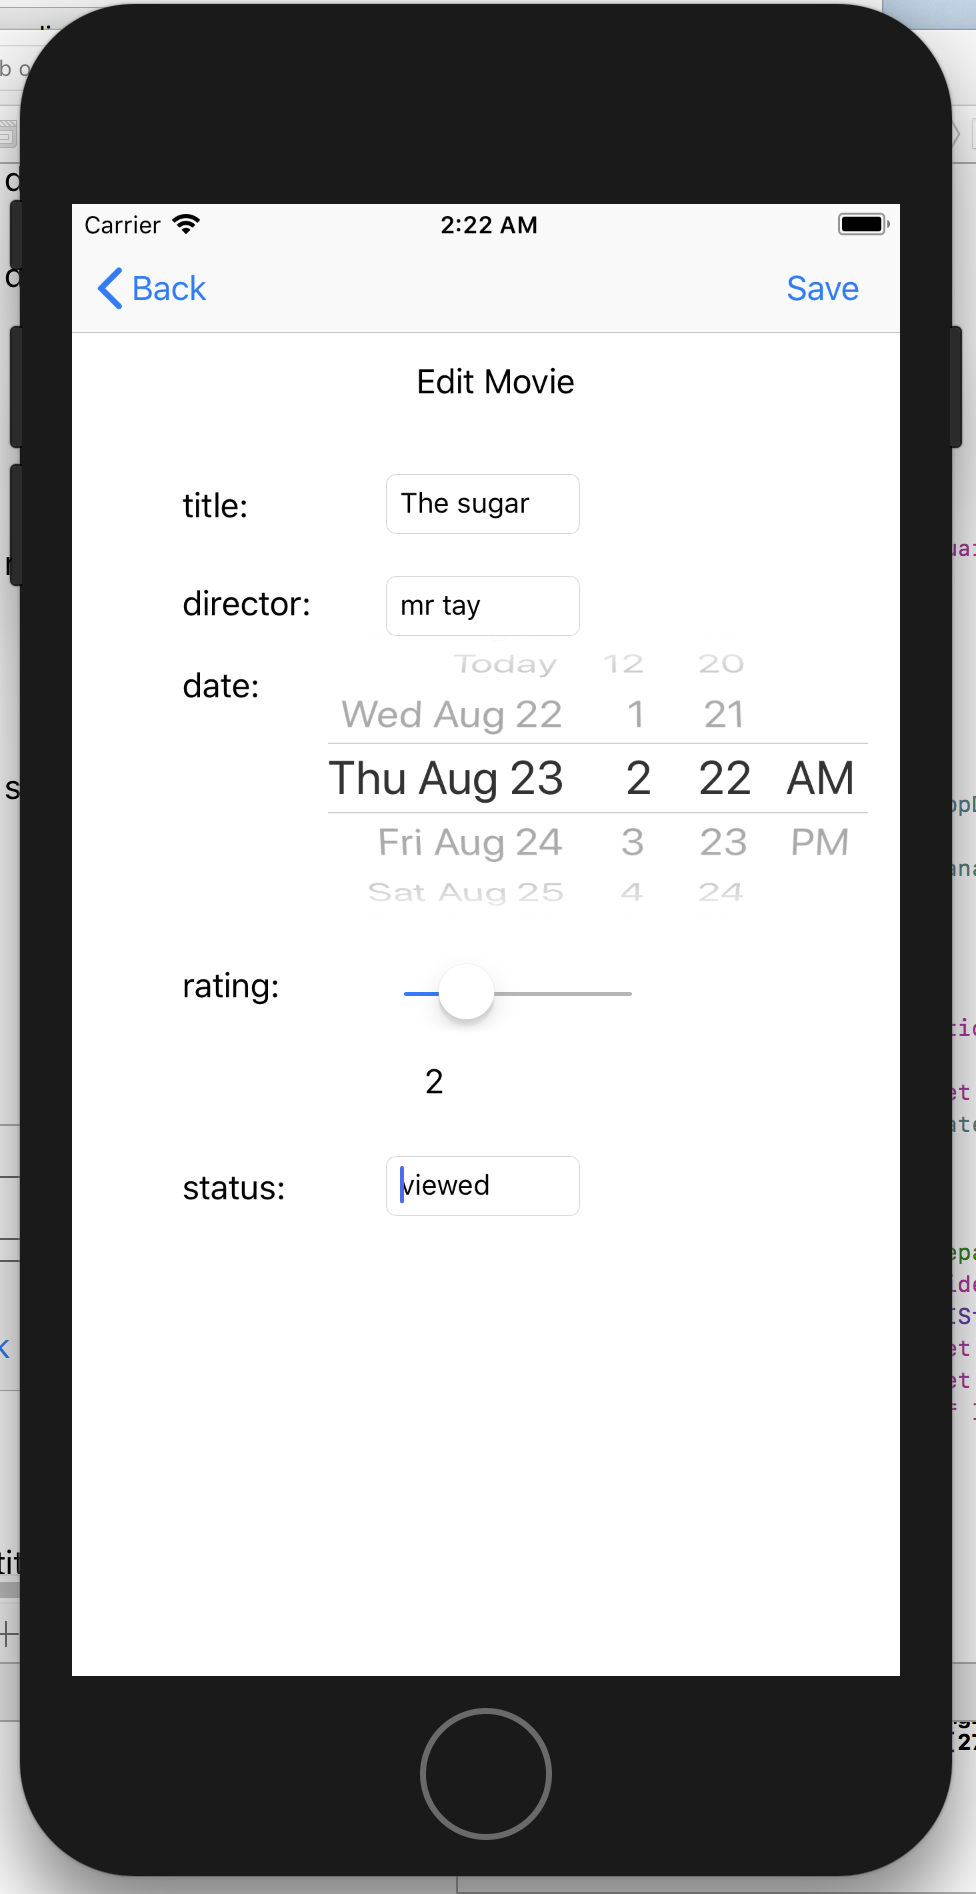 Carrier 2:22 AM
Back Save
Edit Movie
title: The sugar
director: mr tay
date:
Today 12 20
Wed Aug 22 1 21
Thu Aug 23 2 22 AM
Fri Aug 24 3 23 PM
Sat Aug 25 4 24
rating:
2
status: viewed